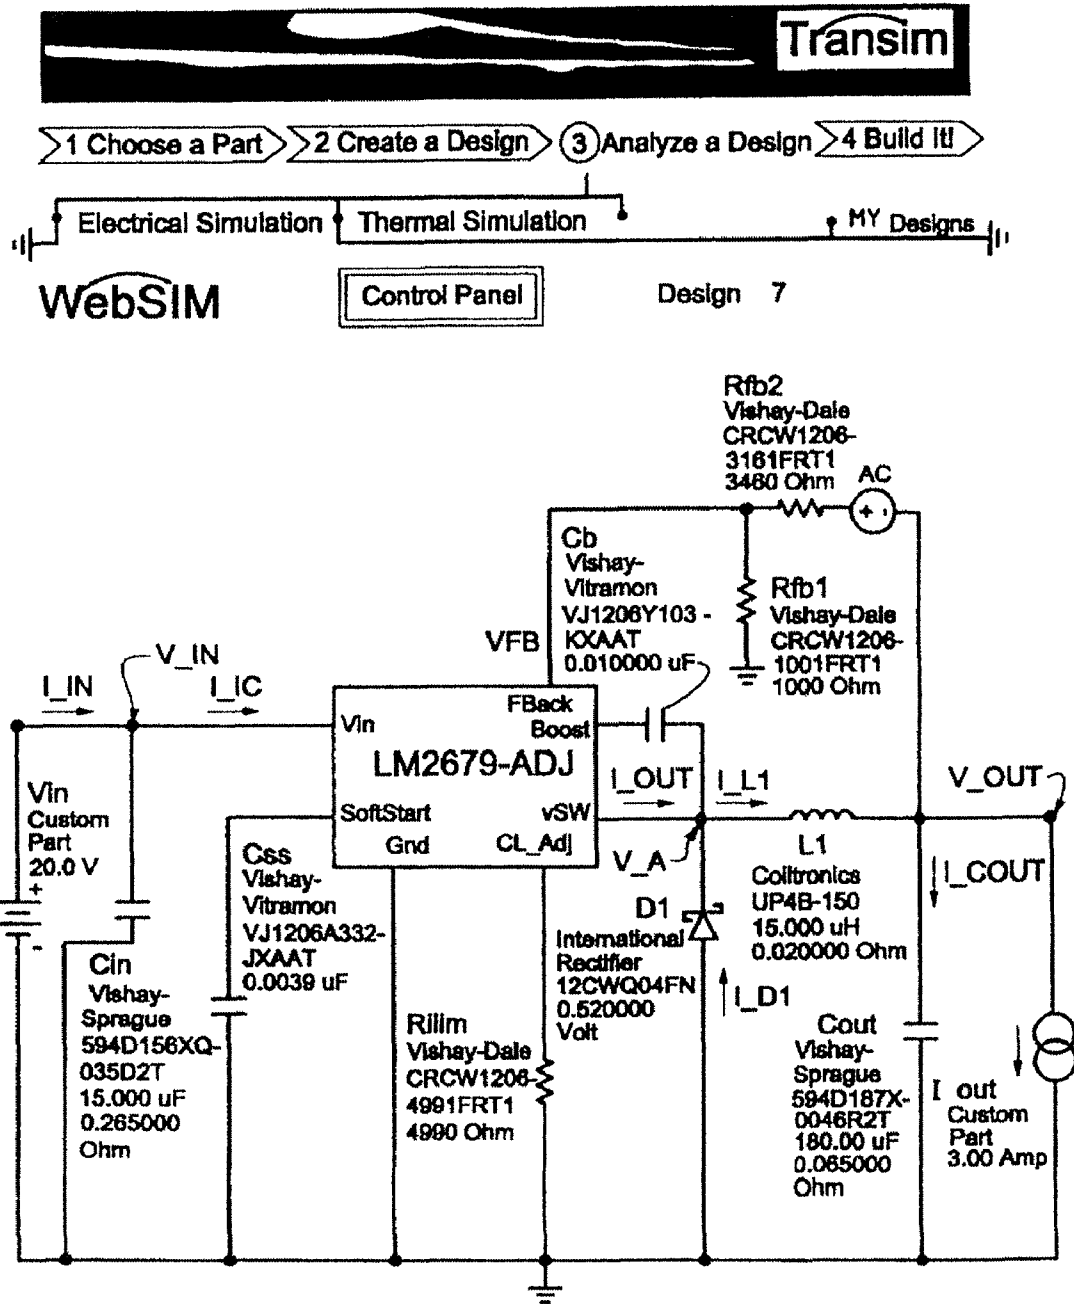 Transim
1 Choose a Part
2 Create a Design
3 Analyze a Design
4 Build It!
Electrical Simulation
Thermal Simulation
MY Designs
WebSIM
Control Panel
Design 7
Rfb2
Vishay-Dale
CRCW1206-
3161FRT1
3460 Ohm
AC
+ -
Cb
Vishay-
Vitramon
VJ1206Y103 -
KXAAT
0.010000 uF
Rfb1
Vishay-Dale
CRCW1206-
1001FRT1
1000 Ohm
VFB
V_IN
I_IN
I_IC
FBack
Vin
Boost
LM2679-ADJ
SoftStart
vSW
Gnd
CL_Adj
I_OUT
I_L1
V_OUT
V_A
Vin
Custom
Part
20.0 V
+
-
Css
Vishay-
Vitramon
VJ1206A332-
JXAAT
0.0039 uF
L1
Coiltronics
UP4B-150
15.000 uH
0.020000 Ohm
I_COUT
D1
International
Rectifier
12CWQ04FN
0.520000
Volt
I_D1
Cin
Vishay-
Sprague
594D156XQ-
035D2T
15.000 uF
0.265000
Ohm
Rilim
Vishay-Dale
CRCW1206-
4991FRT1
4990 Ohm
Cout
Vishay-
Sprague
594D187X-
0046R2T
180.00 uF
0.065000
Ohm
I out
Custom
Part
3.00 Amp